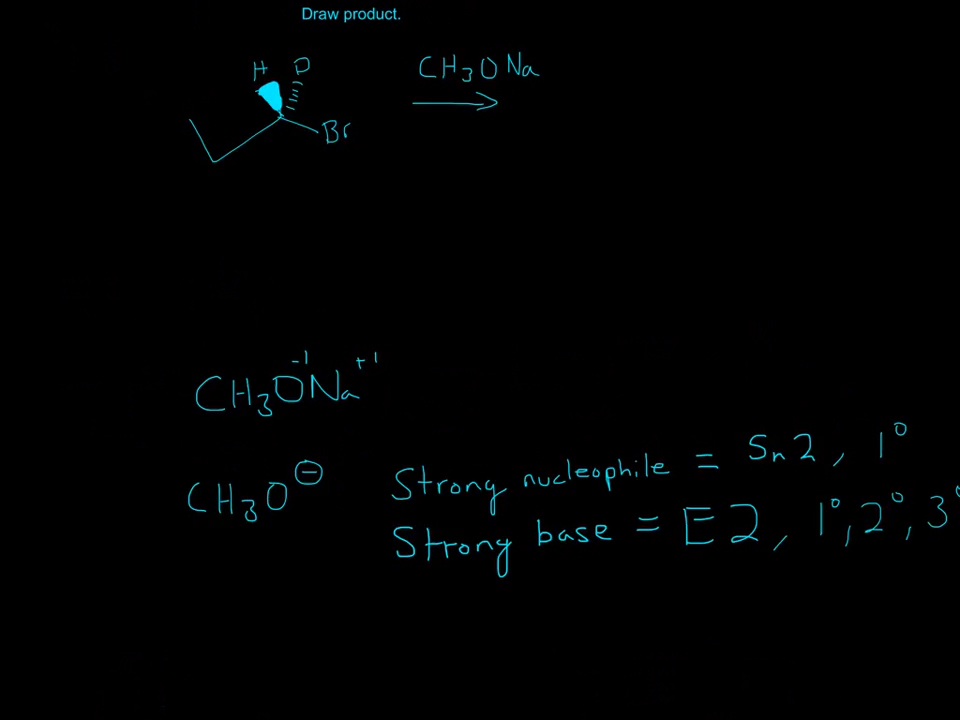 Draw product.
H D
CH3ONa
Br
CH3O-1Na+1
Strong nucleophile = Sn2, 1°
CH3O⊖
Strong base = E2, 1°, 2°, 3°